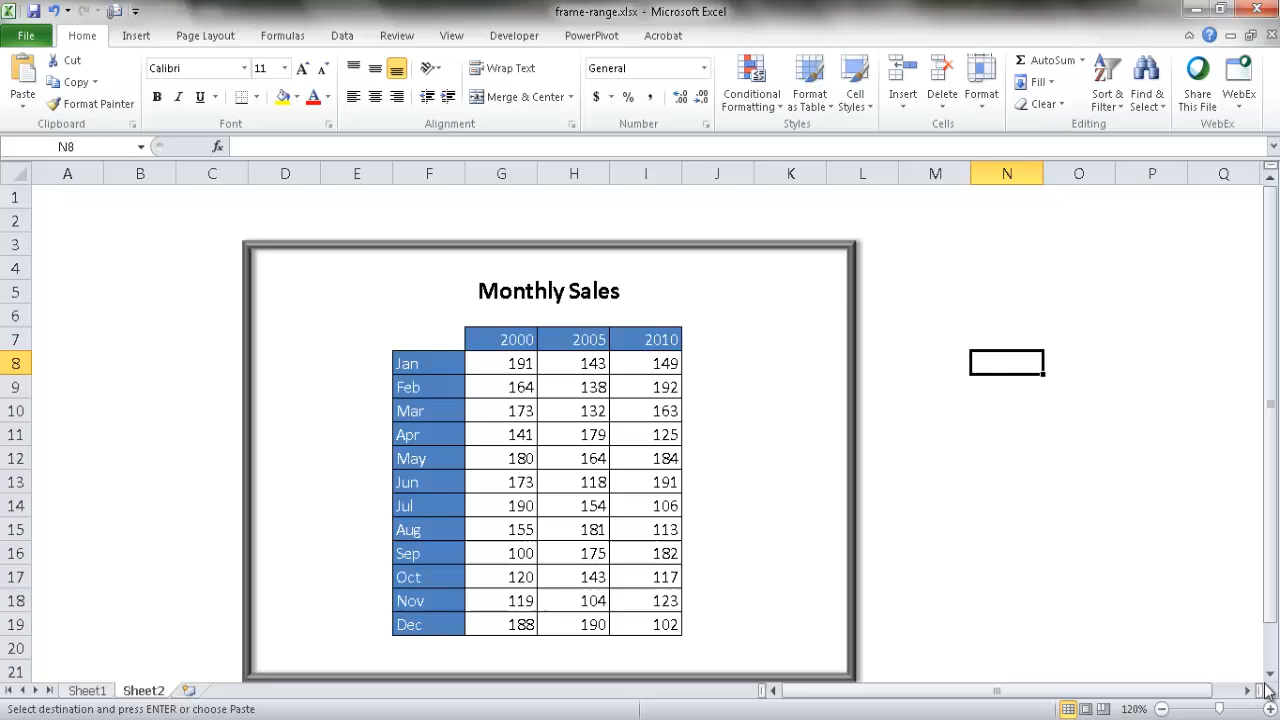 frame-range.xlsx - Microsoft Excel
File Home Insert Page Layout Formulas Data Review View Developer PowerPivot Acrobat
Paste Cut Copy Format Painter Clipboard
Calibri 11 A A B I U A Font
Wrap Text Merge & Center Alignment
General $ % , Number
Conditional Formatting Format as Table Cell Styles Styles
Insert Delete Format Cells
Σ AutoSum Fill Clear Sort & Filter Find & Select Editing
Share This File WebEx WebEx
N8 fx
A B C D E F G H I J K L M N O P Q
1
2
3
4
5 Monthly Sales
6
7 2000 2005 2010
8 Jan 191 143 149
9 Feb 164 138 192
10 Mar 173 132 163
11 Apr 141 179 125
12 May 180 164 184
13 Jun 173 118 191
14 Jul 190 154 106
15 Aug 155 181 113
16 Sep 100 175 182
17 Oct 120 143 117
18 Nov 119 104 123
19 Dec 188 190 102
20
21
Sheet1 Sheet2
Select destination and press ENTER or choose Paste 120%